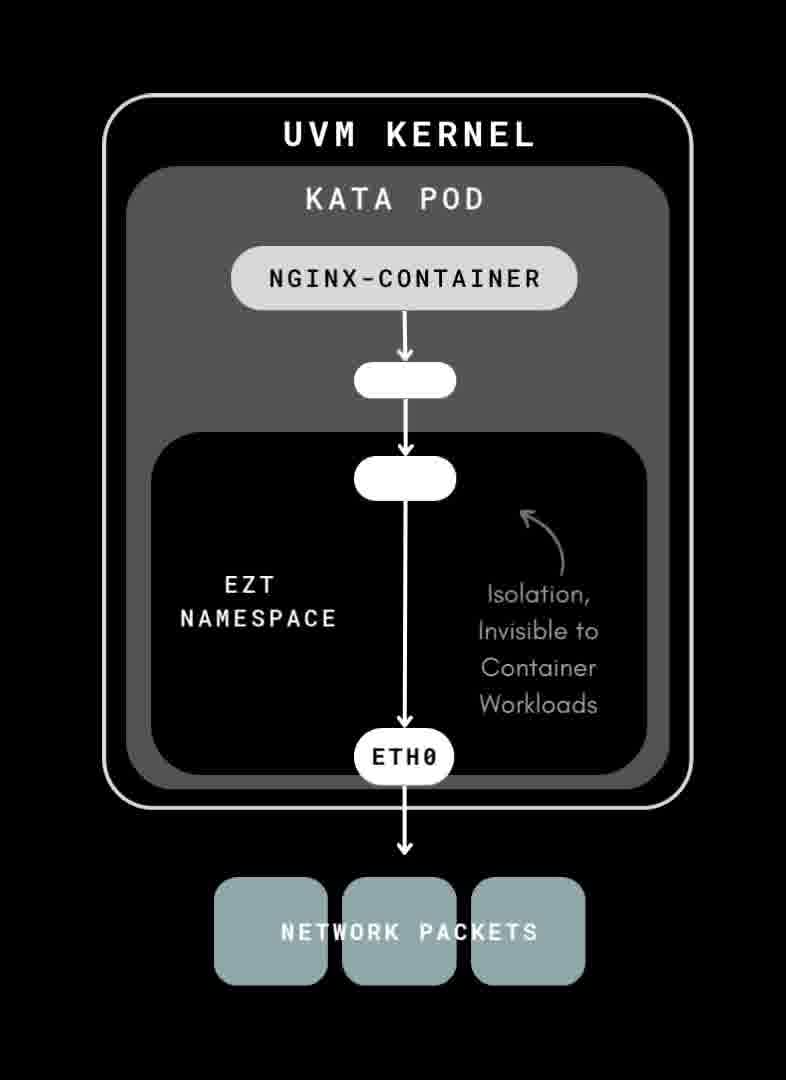 UVM KERNEL
KATA POD
NGINX-CONTAINER
EZT
NAMESPACE
Isolation,
Invisible to
Container
Workloads
ETH0
NETWORK PACKETS